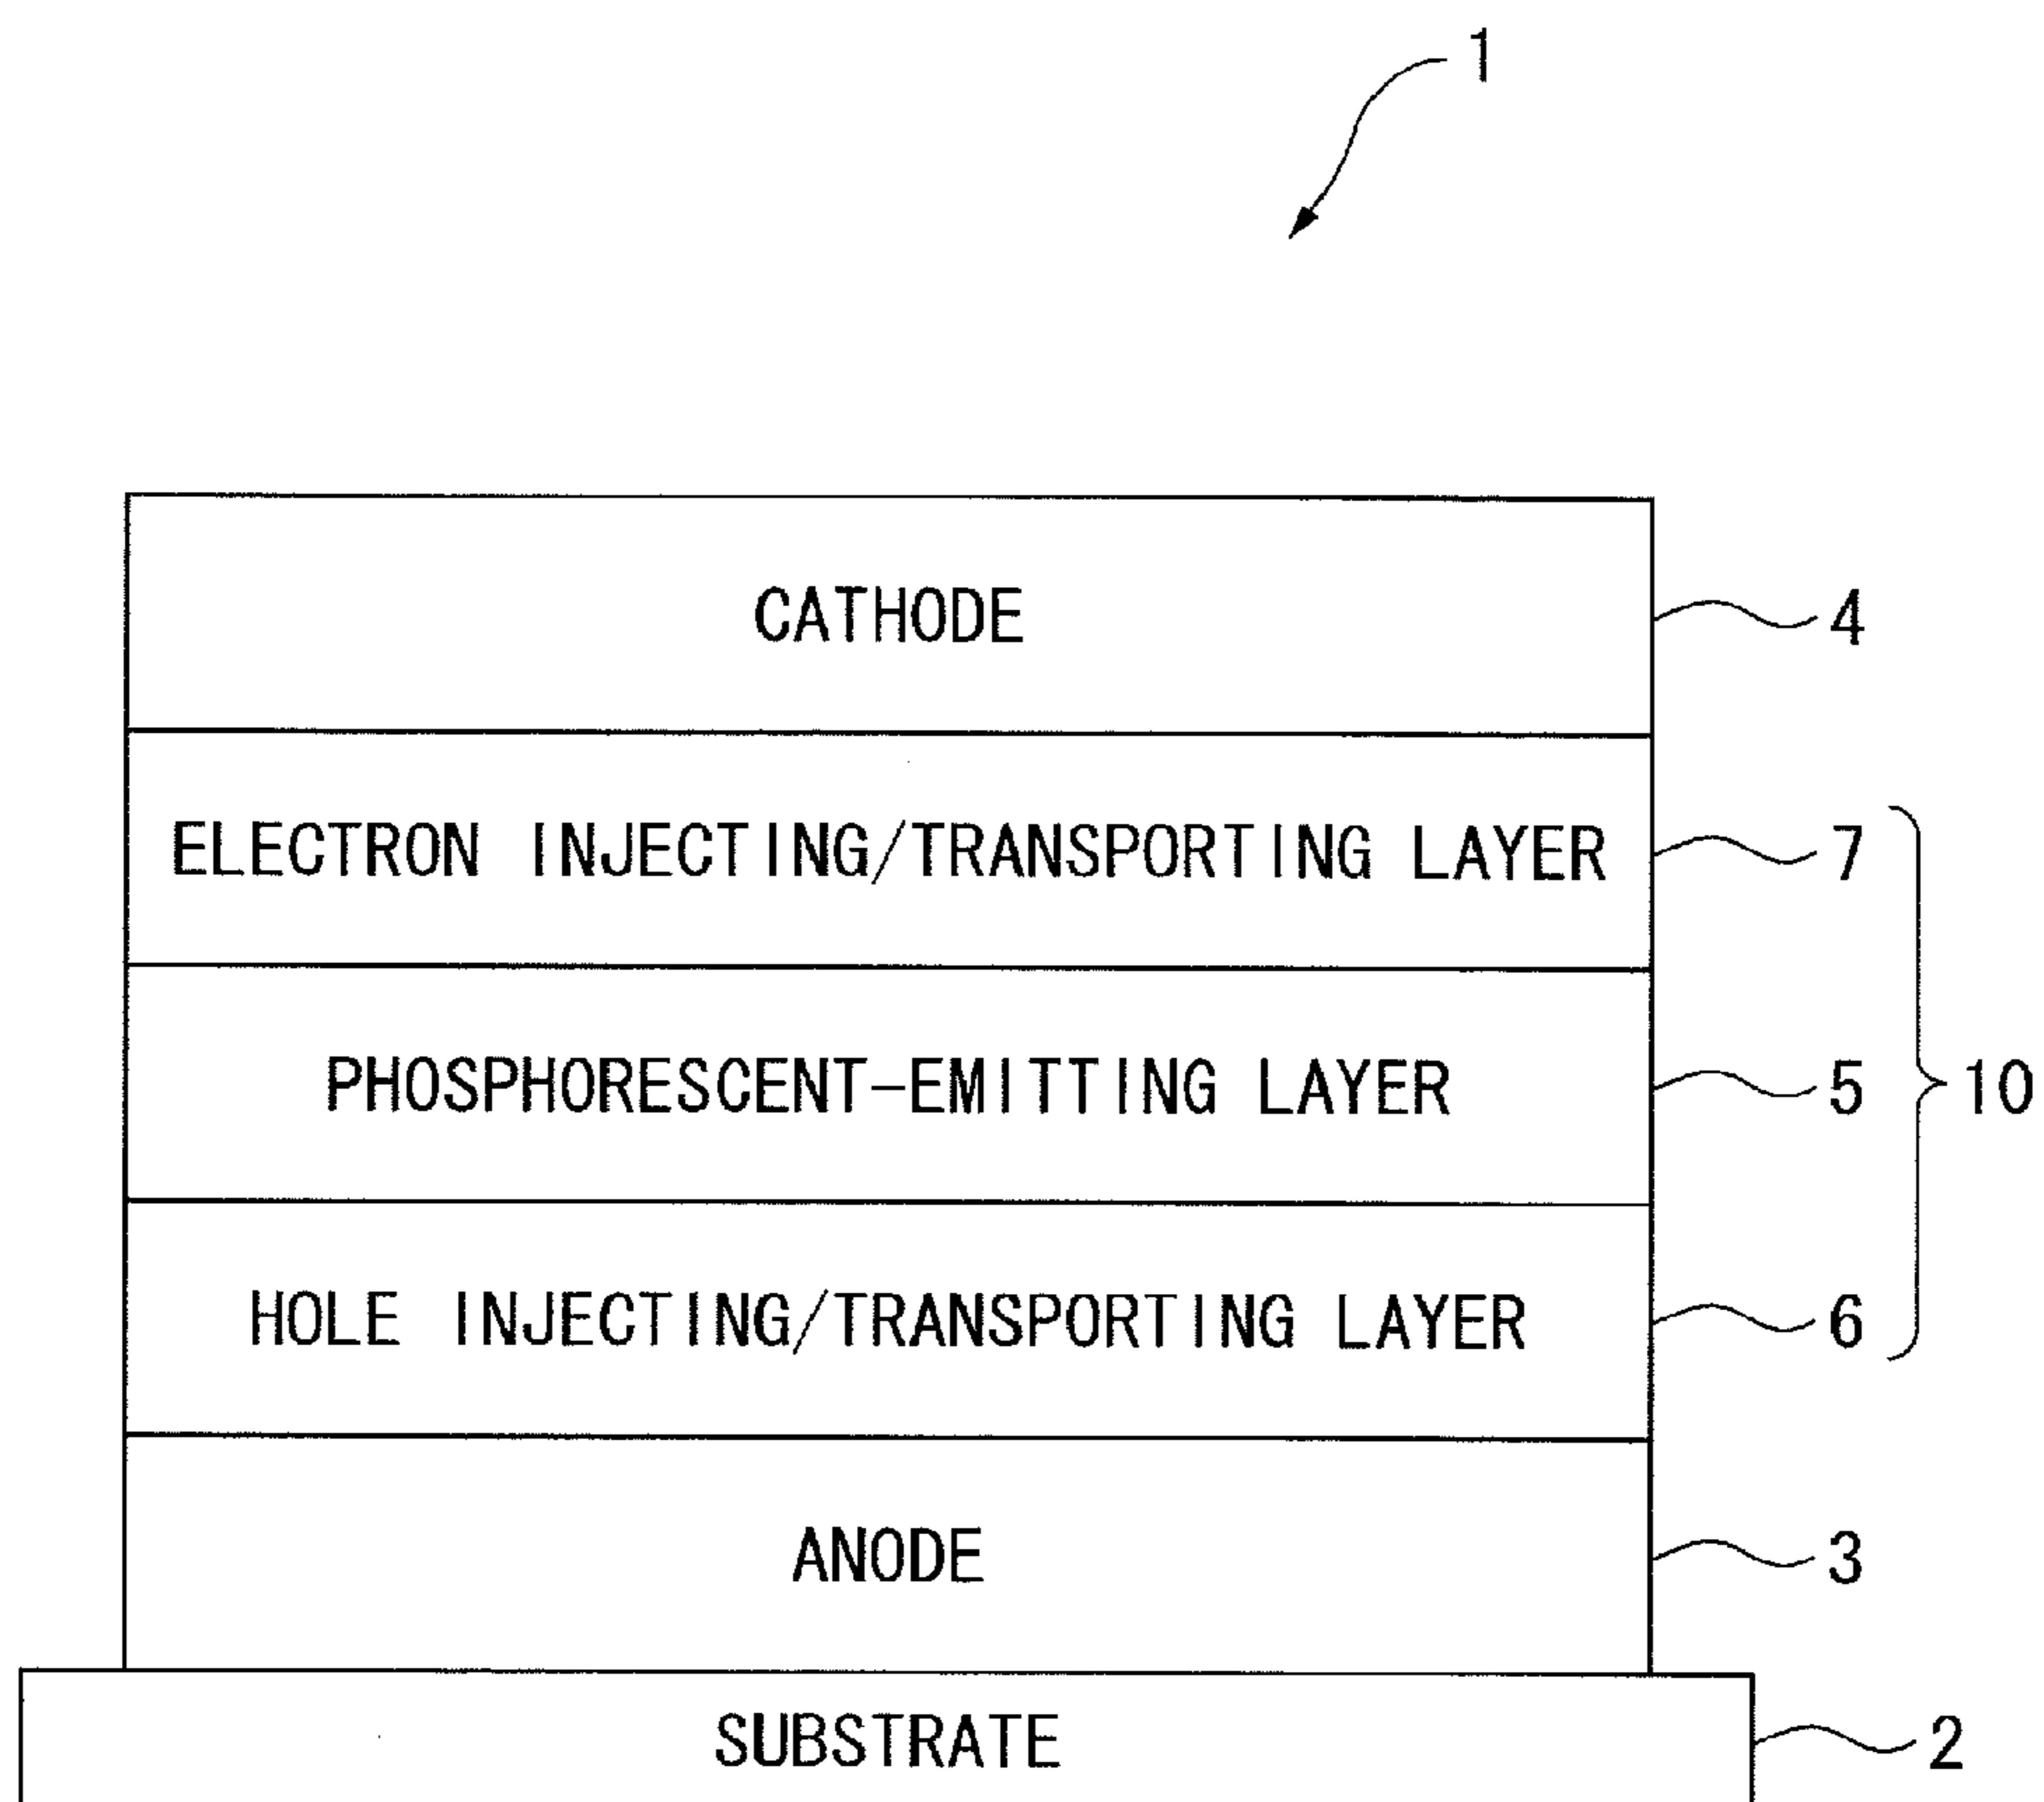 1
CATHODE 4
ELECTRON INJECTING/TRANSPORTING LAYER 7
PHOSPHORESCENT-EMITTING LAYER 5 10
HOLE INJECTING/TRANSPORTING LAYER 6
ANODE 3
SUBSTRATE 2